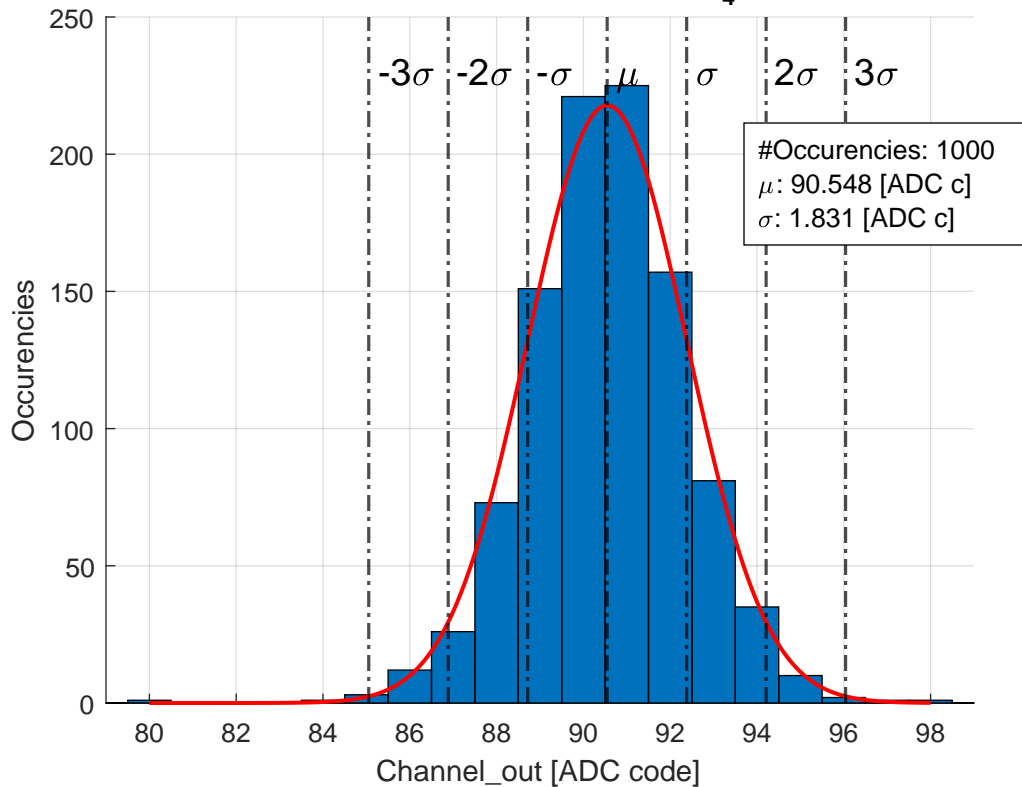 4
250
200
150
100
50
0
-3σ -2σ -σ μ σ 2σ 3σ
#Occurencies: 1000
μ: 90.548 [ADC c]
σ: 1.831 [ADC c]
Occurencies
80 82 84 86 88 90 92 94 96 98
Channel_out [ADC code]